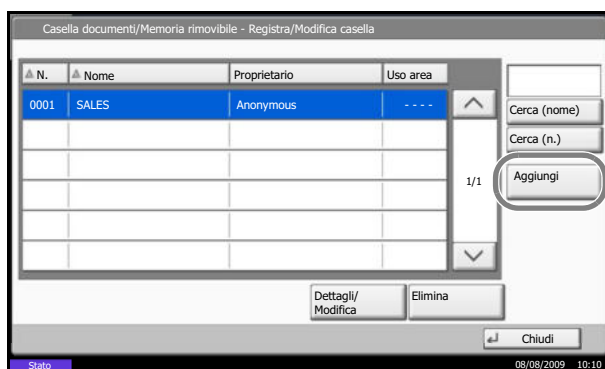 Casella documenti/Memoria rimovibile - Registra/Modifica casella
N. Nome Proprietario Uso area
0001 SALES Anonymous - - - -
Cerca (nome)
Cerca (n.)
1/1
Aggiungi
Dettagli/
Modifica
Elimina
Chiudi
Stato 08/08/2009 10:10